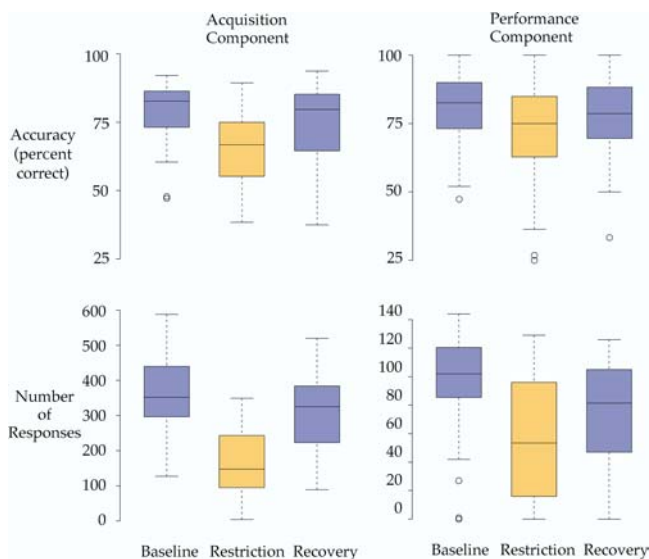 Acquisition
Component
Performance
Component
Accuracy
(percent
correct)
100
75
50
25
100
75
50
25
Number
of
Responses
600
500
400
300
200
100
0
140
120
100
80
60
40
20
0
Baseline Restriction Recovery
Baseline Restriction Recovery